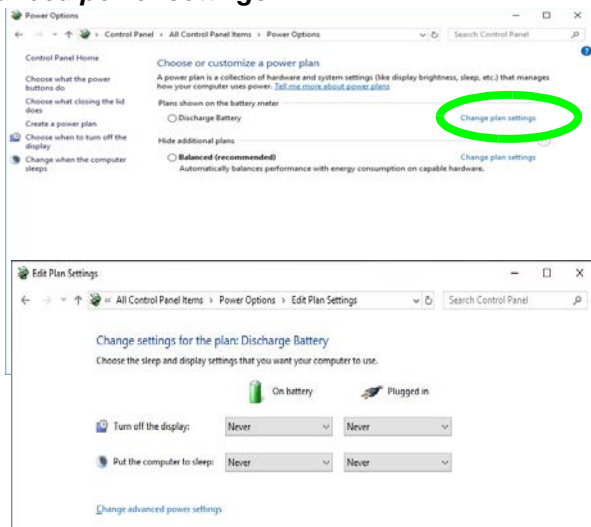 power settings
Power Options
Control Panel › All Control Panel Items › Power Options
Search Control Panel
Control Panel Home
Choose what the power
buttons do
Choose what closing the lid
does
Create a power plan
Choose when to turn off the
display
Change when the computer
sleeps
Choose or customize a power plan
A power plan is a collection of hardware and system settings (like display brightness, sleep, etc.) that manages
how your computer uses power. Tell me more about power plans
Plans shown on the battery meter
Discharge Battery Change plan settings
Hide additional plans
Balanced (recommended) Change plan settings
Automatically balances performance with energy consumption on capable hardware.
Edit Plan Settings
« All Control Panel Items › Power Options › Edit Plan Settings
Search Control Panel
Change settings for the plan: Discharge Battery
Choose the sleep and display settings that you want your computer to use.
On battery Plugged in
Turn off the display: Never Never
Put the computer to sleep: Never Never
Change advanced power settings